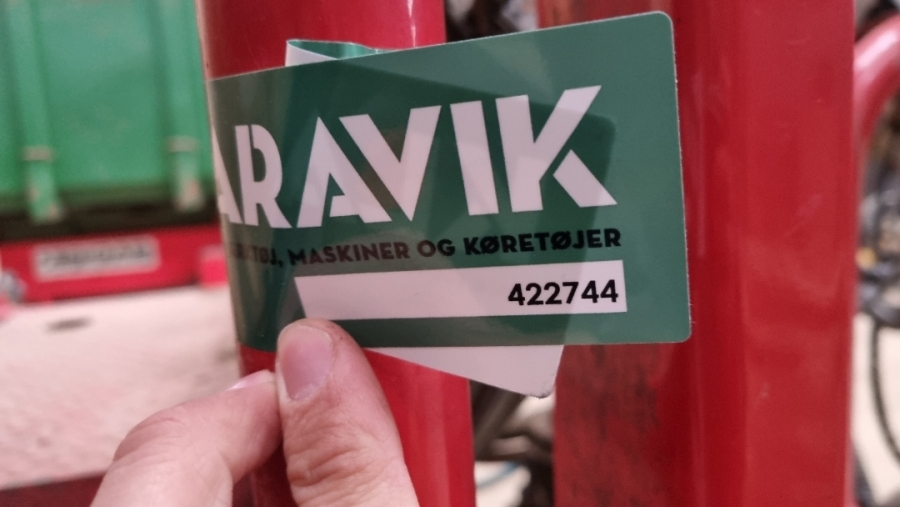 ARAVIK
MASKINER OG KØRETØJER
422744